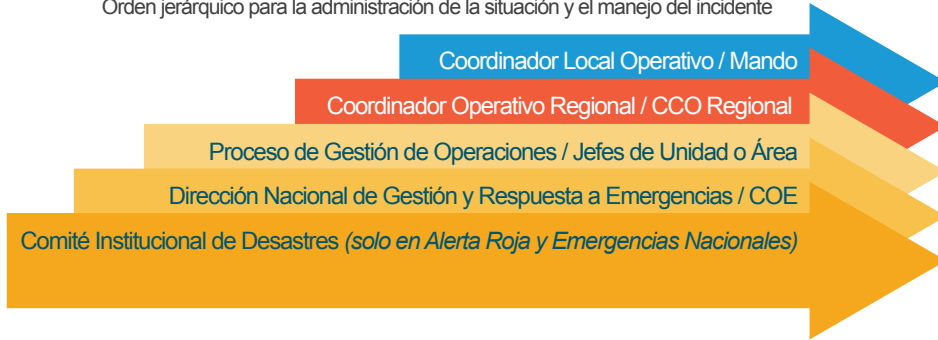 Orden jerárquico para la administración de la situación y el manejo del incidente
Coordinador Local Operativo / Mando
Coordinador Operativo Regional / CCO Regional
Proceso de Gestión de Operaciones / Jefes de Unidad o Área
Dirección Nacional de Gestión y Respuesta a Emergencias / COE
Comité Institucional de Desastres (solo en Alerta Roja y Emergencias Nacionales)